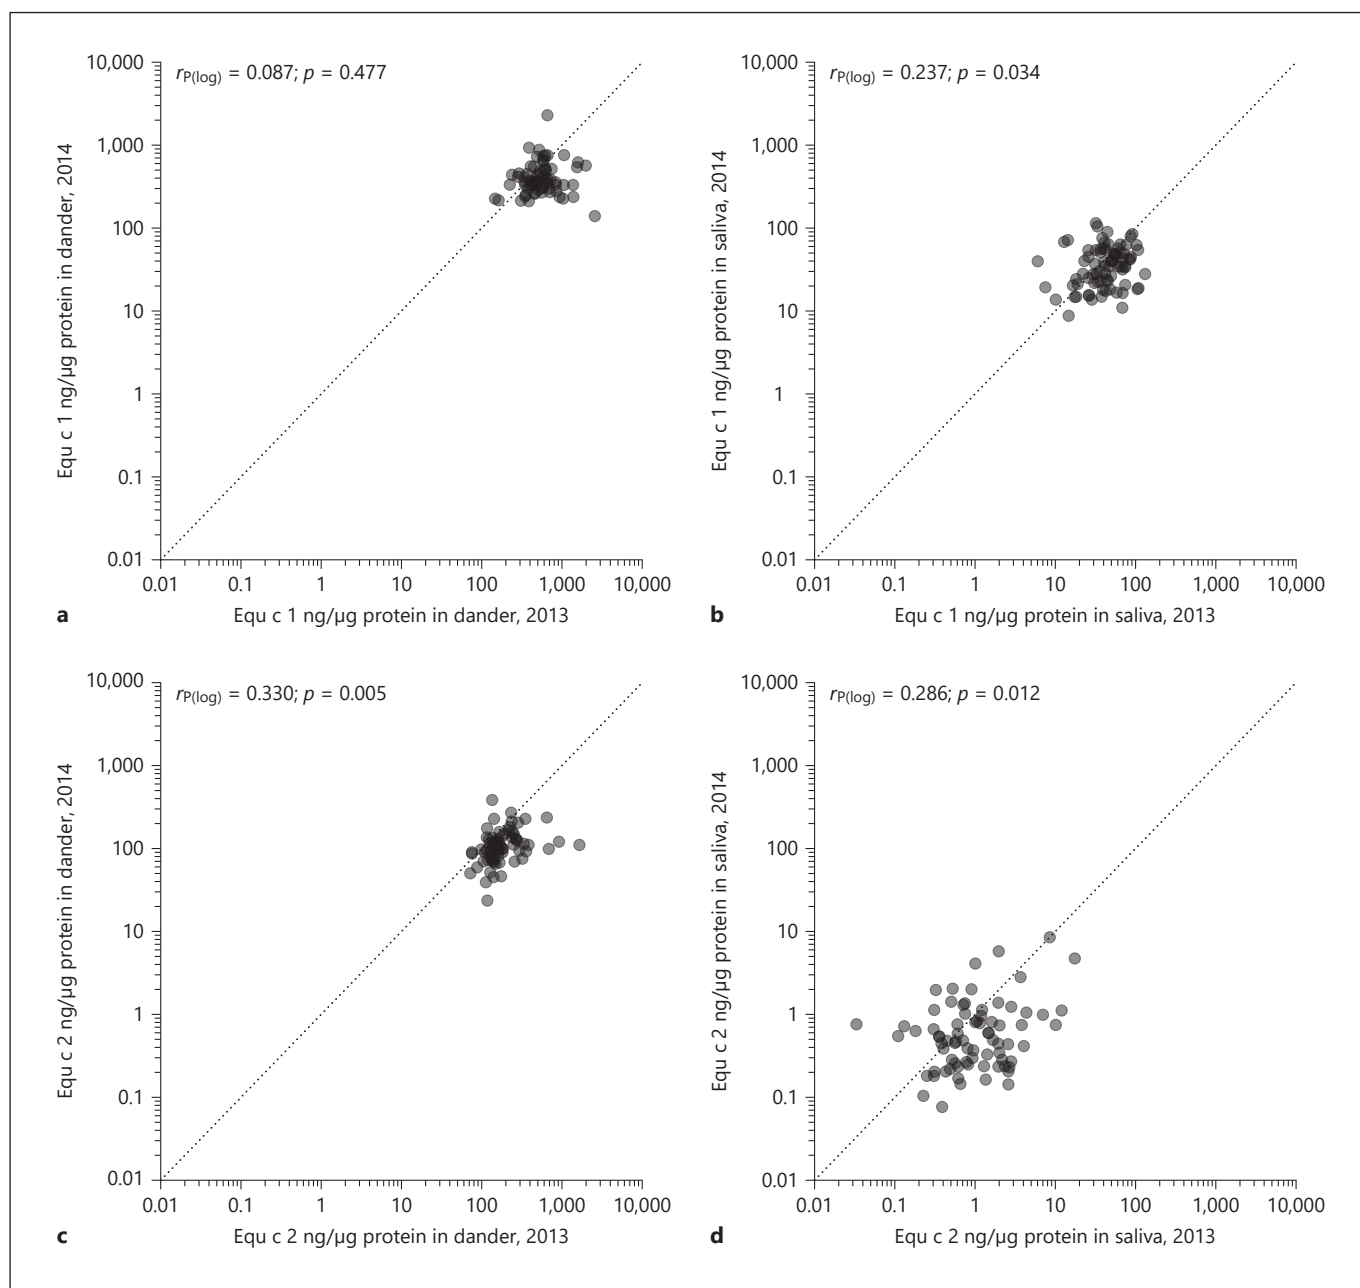 r_P(log) = 0.087; p = 0.477
10,000
1,000
100
10
1
0.1
0.01
Equ c 1 ng/µg protein in dander, 2014
0.01 0.1 1 10 100 1,000 10,000
Equ c 1 ng/µg protein in dander, 2013
a
r_P(log) = 0.237; p = 0.034
10,000
1,000
100
10
1
0.1
0.01
Equ c 1 ng/µg protein in saliva, 2014
0.01 0.1 1 10 100 1,000 10,000
Equ c 1 ng/µg protein in saliva, 2013
b
r_P(log) = 0.330; p = 0.005
10,000
1,000
100
10
1
0.1
0.01
Equ c 2 ng/µg protein in dander, 2014
0.01 0.1 1 10 100 1,000 10,000
Equ c 2 ng/µg protein in dander, 2013
c
r_P(log) = 0.286; p = 0.012
10,000
1,000
100
10
1
0.1
0.01
Equ c 2 ng/µg protein in saliva, 2014
0.01 0.1 1 10 100 1,000 10,000
Equ c 2 ng/µg protein in saliva, 2013
d